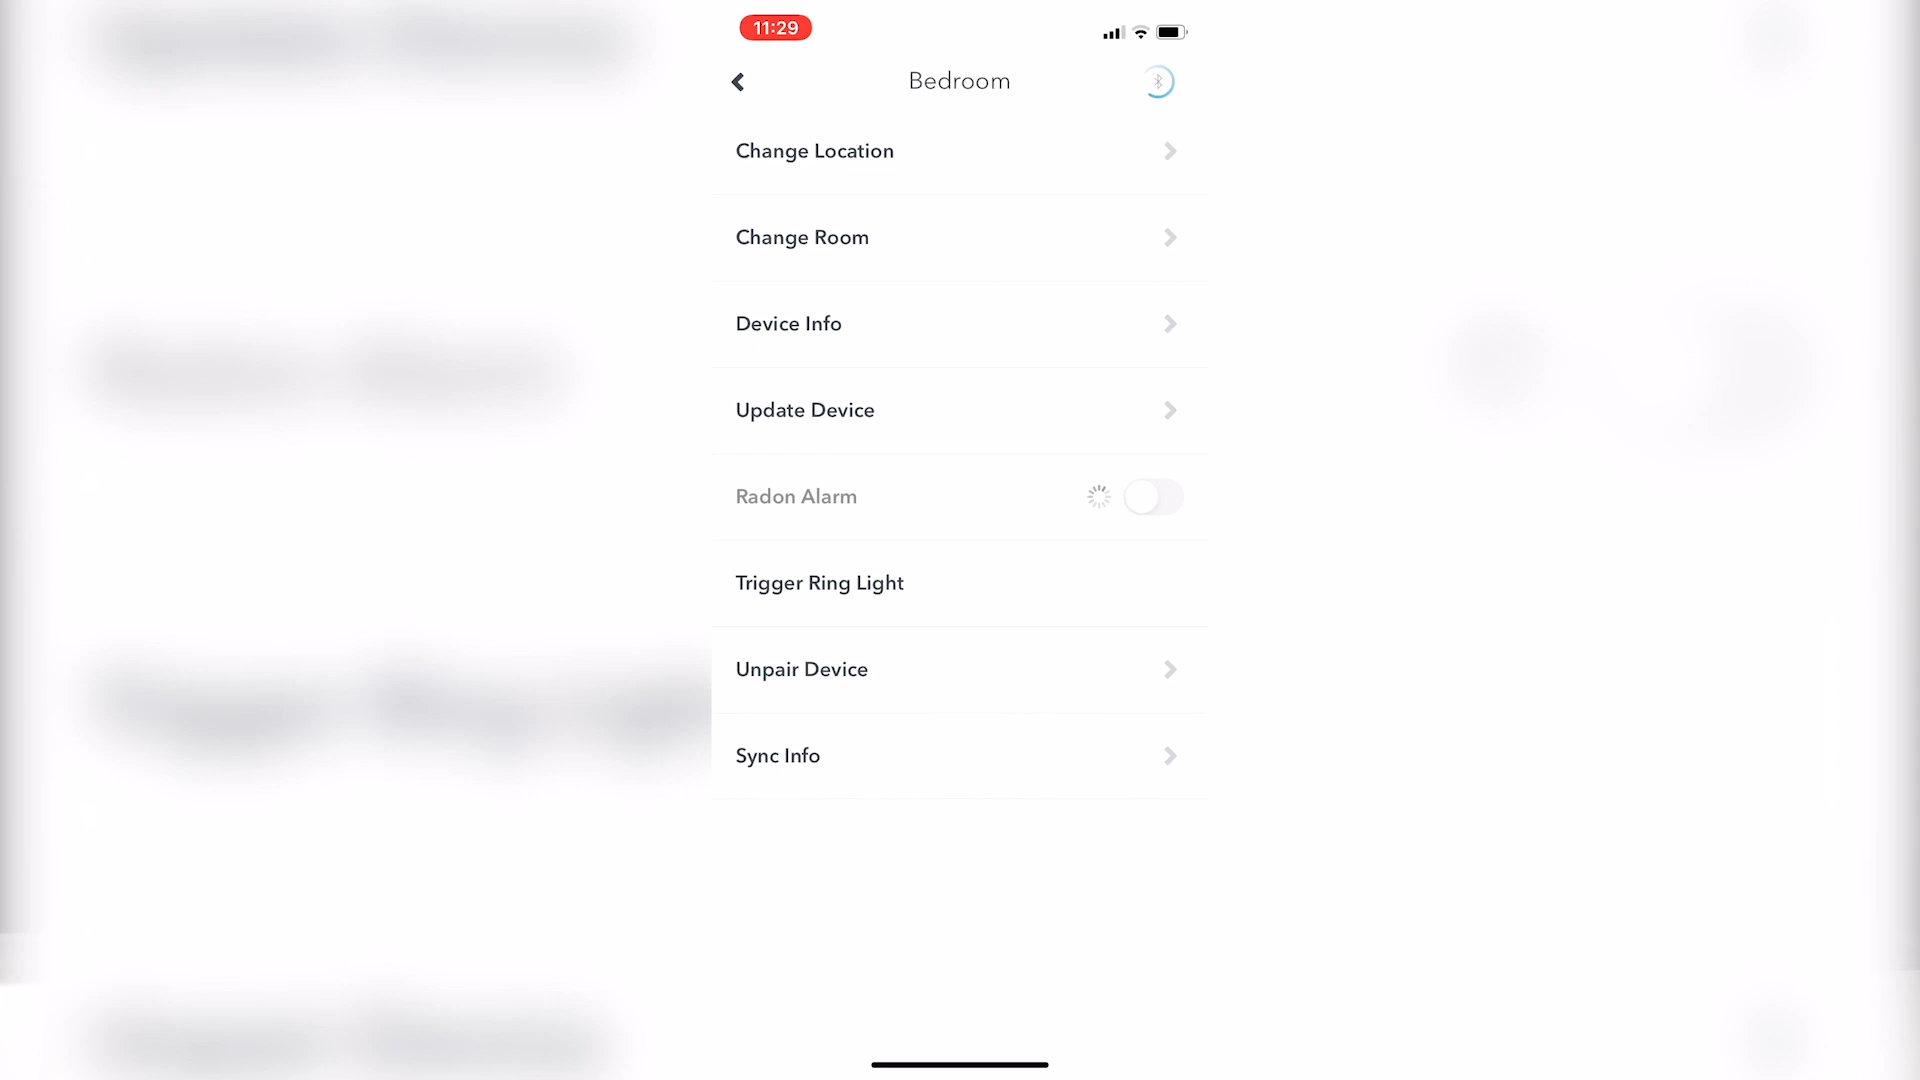 11:29
Bedroom
Change Location
Change Room
Device Info
Update Device
Radon Alarm
Trigger Ring Light
Unpair Device
Sync Info